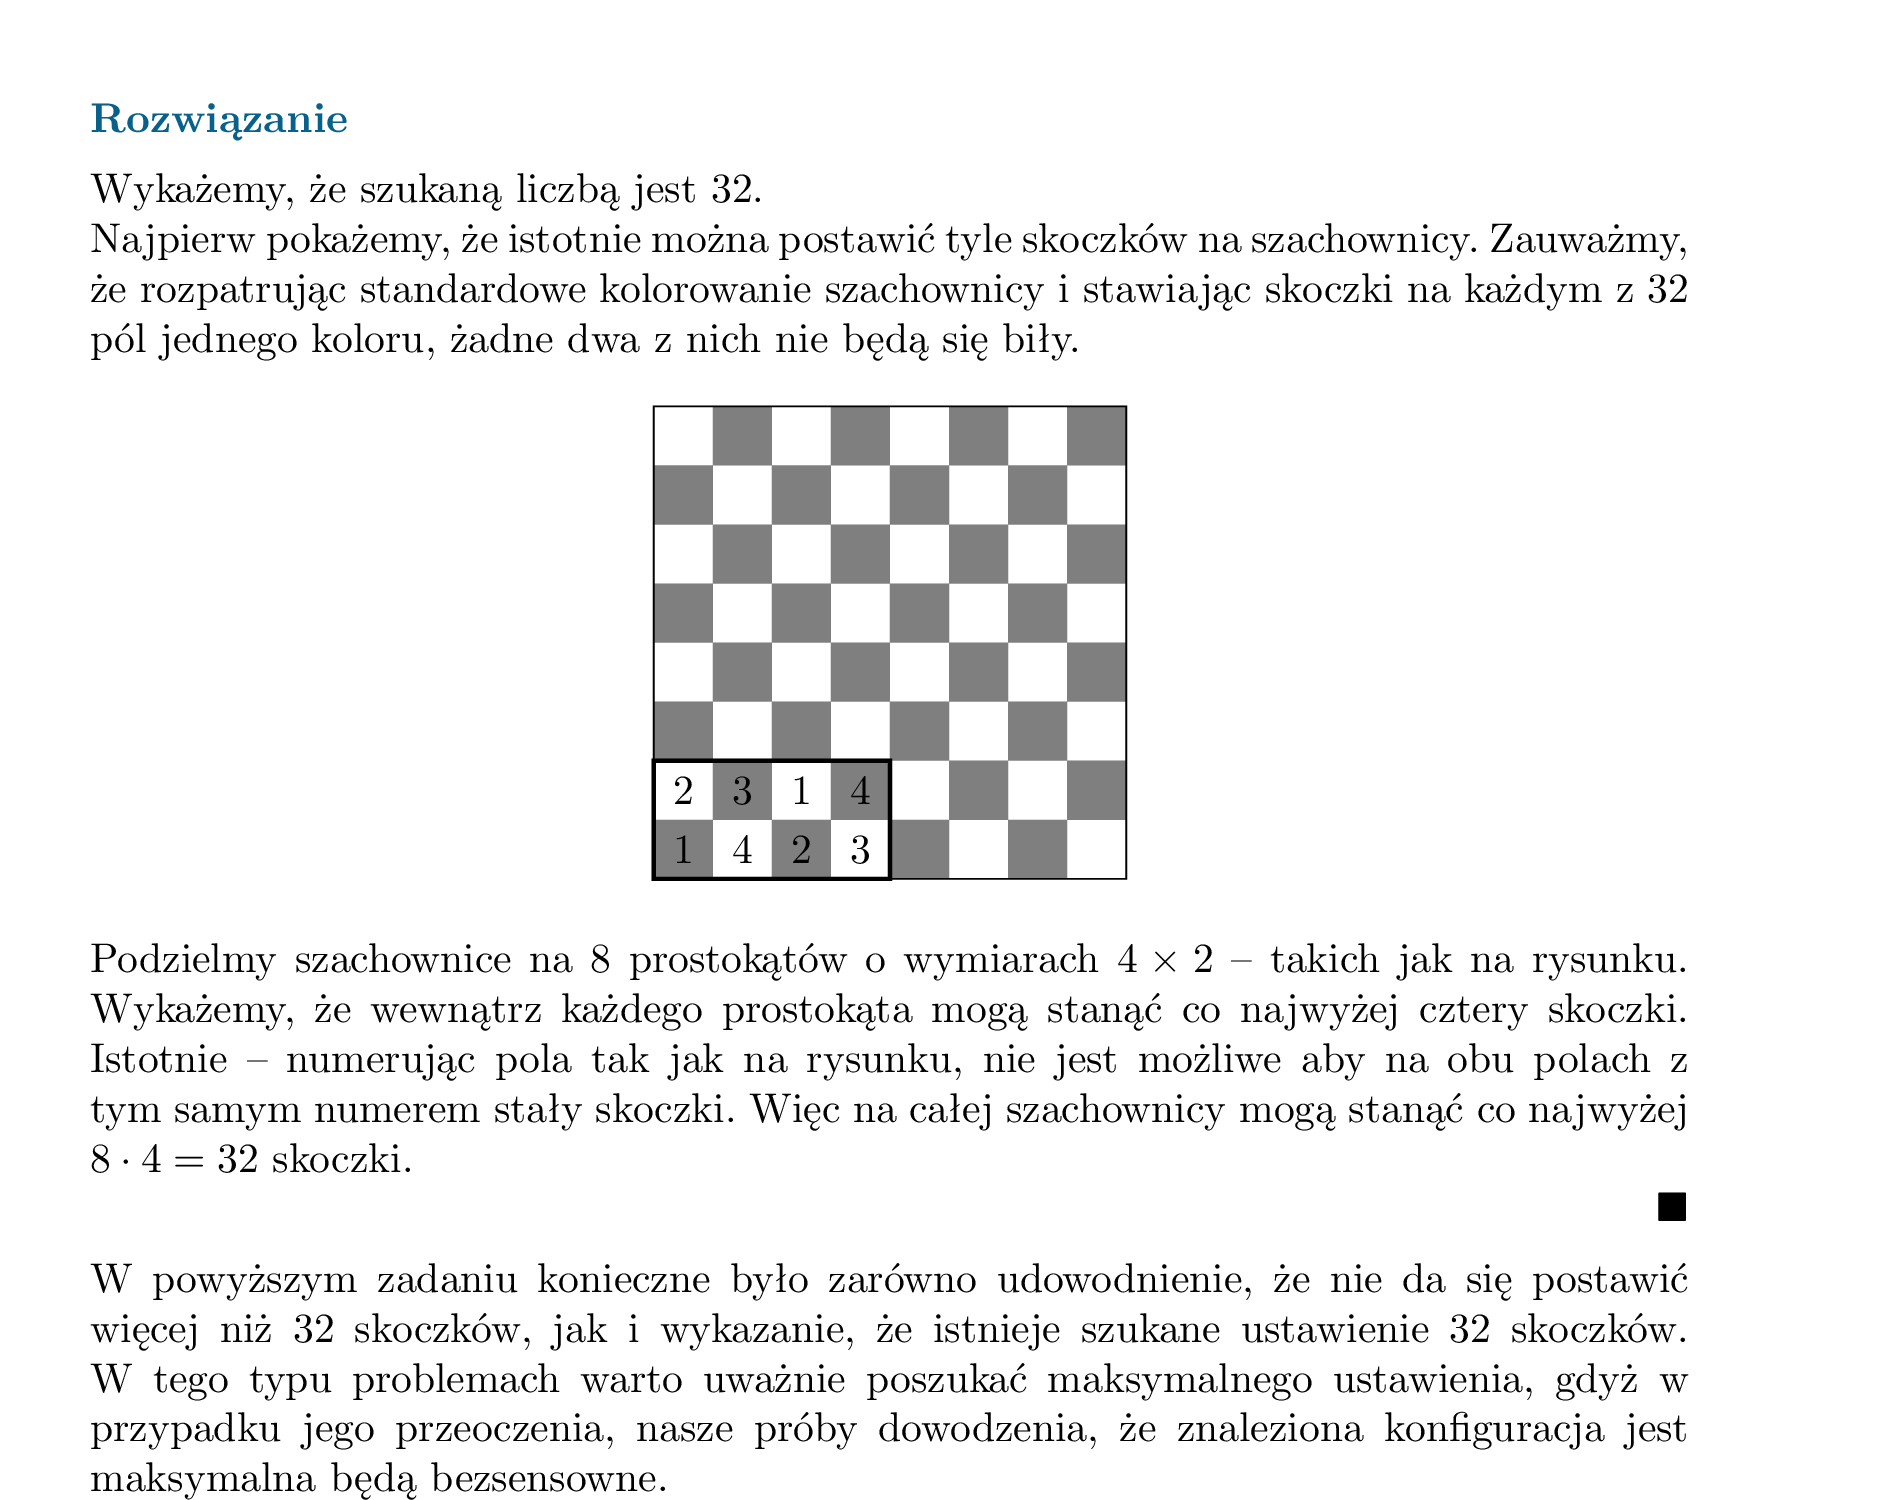 Rozwiązanie
Wykażemy, że szukaną liczbą jest 32.
Najpierw pokażemy, że istotnie można postawić tyle skoczków na szachownicy. Zauważmy,
że rozpatrując standardowe kolorowanie szachownicy i stawiając skoczki na każdym z 32
pól jednego koloru, żadne dwa z nich nie będą się biły.
2 3 1 4
1 4 2 3
Podzielmy szachownice na 8 prostokątów o wymiarach 4 × 2 – takich jak na rysunku.
Wykażemy, że wewnątrz każdego prostokąta mogą stanąć co najwyżej cztery skoczki.
Istotnie – numerując pola tak jak na rysunku, nie jest możliwe aby na obu polach z
tym samym numerem stały skoczki. Więc na całej szachownicy mogą stanąć co najwyżej
8 · 4 = 32 skoczki.
■
W powyższym zadaniu konieczne było zarówno udowodnienie, że nie da się postawić
więcej niż 32 skoczków, jak i wykazanie, że istnieje szukane ustawienie 32 skoczków.
W tego typu problemach warto uważnie poszukać maksymalnego ustawienia, gdyż w
przypadku jego przeoczenia, nasze próby dowodzenia, że znaleziona konfiguracja jest
maksymalna będą bezsensowne.